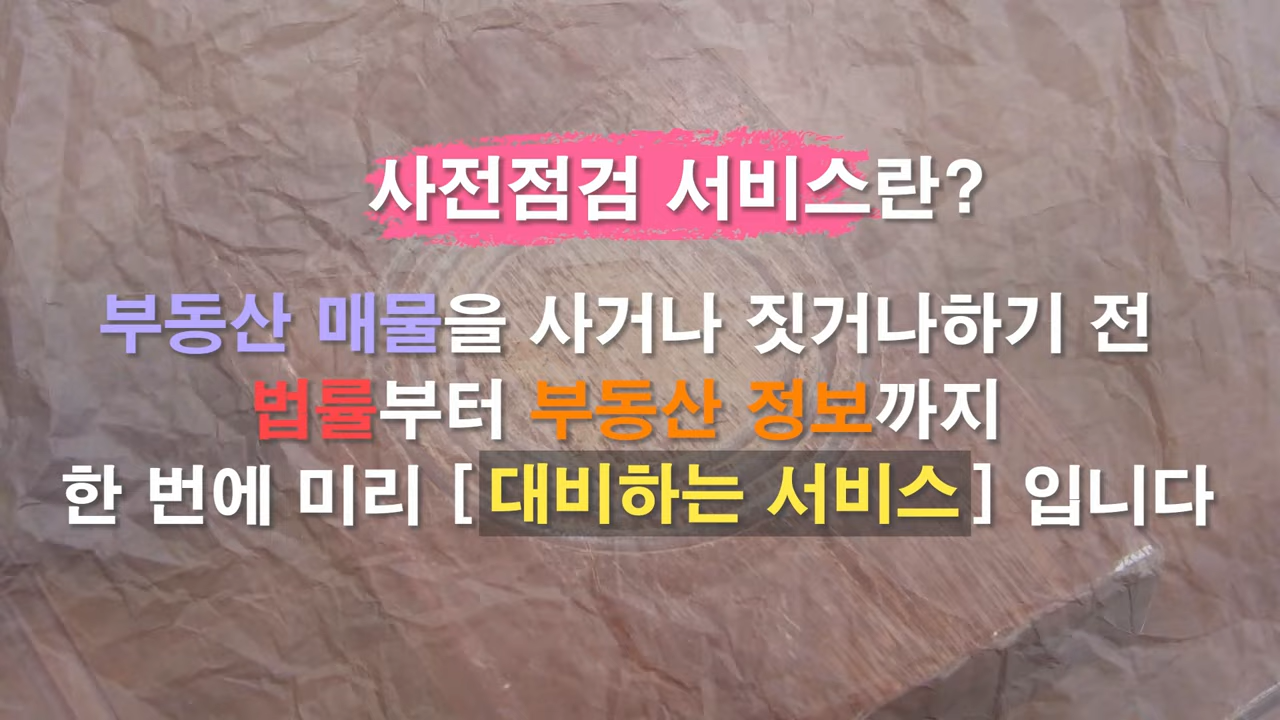 사전점검 서비스란?
부동산 매물을 사거나 짓거나하기 전
법률부터 부동산 정보까지
한 번에 미리 [대비하는 서비스] 입니다